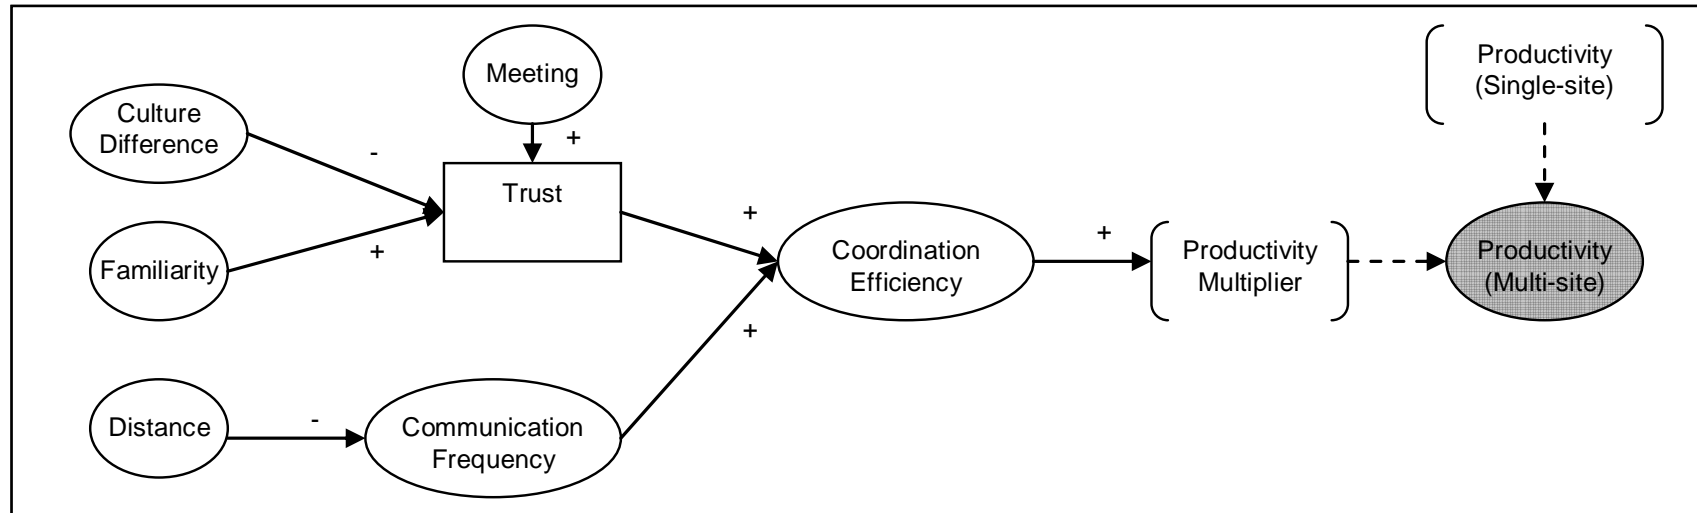 Meeting
Productivity
(Single-site)
Culture
Difference
+
-
Trust
+
Familiarity
+
Coordination
Efficiency
+
Productivity
Multiplier
Productivity
(Multi-site)
+
Distance
-
Communication
Frequency